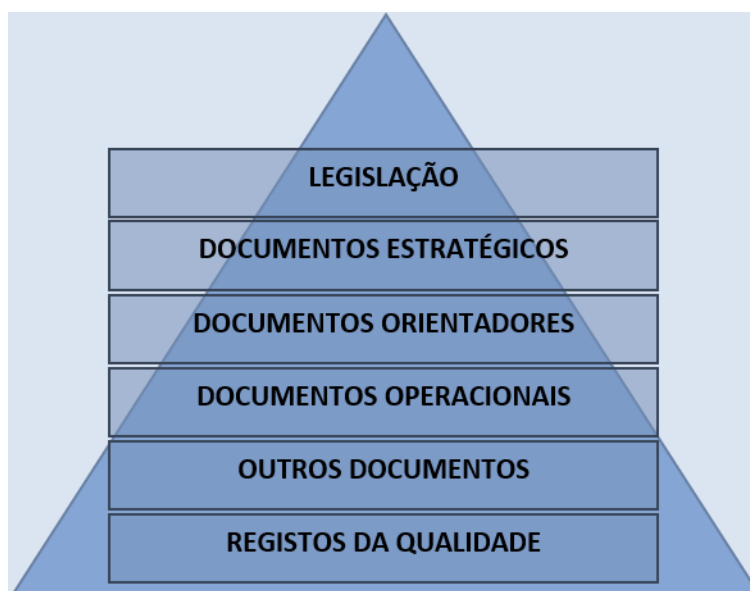 LEGISLAÇÃO
DOCUMENTOS ESTRATÉGICOS
DOCUMENTOS ORIENTADORES
DOCUMENTOS OPERACIONAIS
OUTROS DOCUMENTOS
REGISTOS DA QUALIDADE